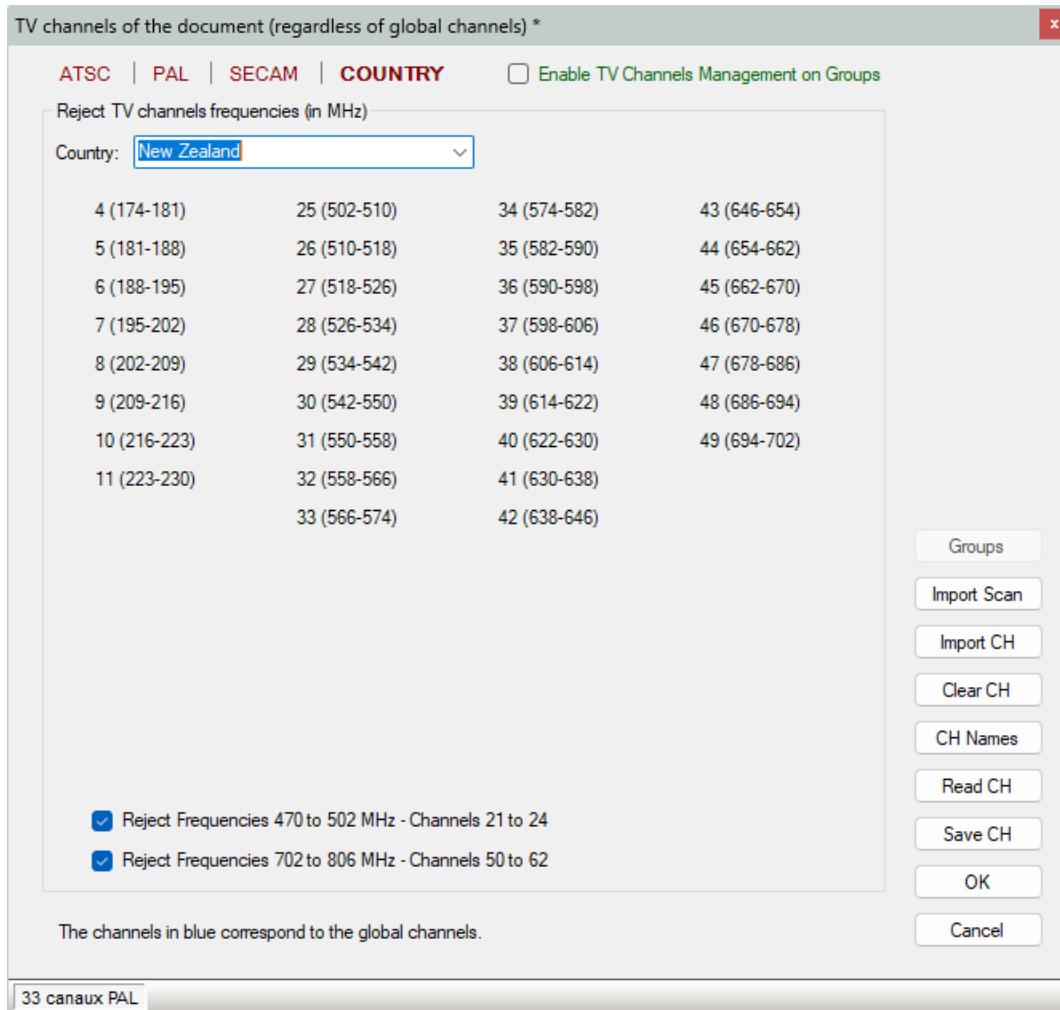 TV channels of the document (regardless of global channels) *
x
ATSC | PAL | SECAM | COUNTRY
Enable TV Channels Management on Groups
Reject TV channels frequencies (in MHz)
Country: New Zealand
4 (174-181) 25 (502-510) 34 (574-582) 43 (646-654)
5 (181-188) 26 (510-518) 35 (582-590) 44 (654-662)
6 (188-195) 27 (518-526) 36 (590-598) 45 (662-670)
7 (195-202) 28 (526-534) 37 (598-606) 46 (670-678)
8 (202-209) 29 (534-542) 38 (606-614) 47 (678-686)
9 (209-216) 30 (542-550) 39 (614-622) 48 (686-694)
10 (216-223) 31 (550-558) 40 (622-630) 49 (694-702)
11 (223-230) 32 (558-566) 41 (630-638)
33 (566-574) 42 (638-646)
Groups
Import Scan
Import CH
Clear CH
CH Names
Read CH
Save CH
OK
Cancel
Reject Frequencies 470 to 502 MHz - Channels 21 to 24
Reject Frequencies 702 to 806 MHz - Channels 50 to 62
The channels in blue correspond to the global channels.
33 canaux PAL